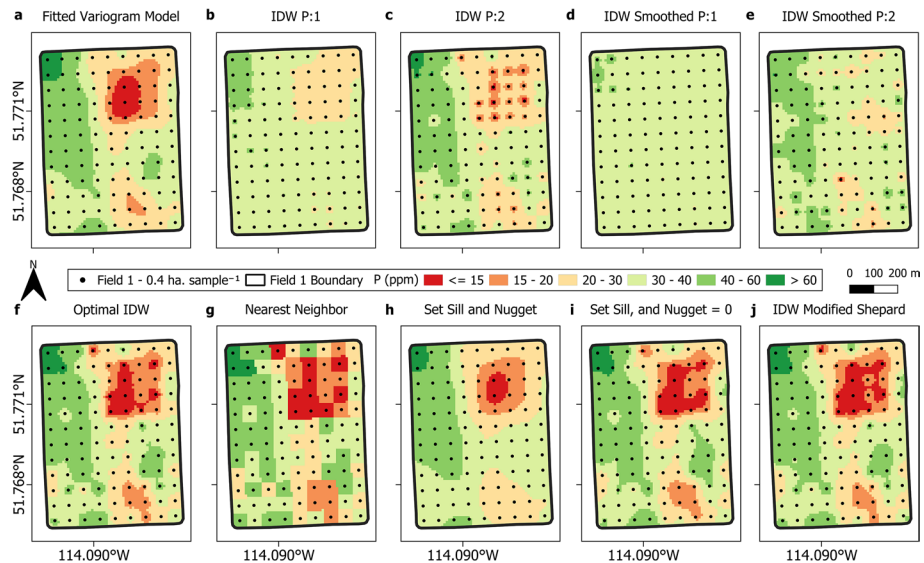 a Fitted Variogram Model b IDW P:1 c IDW P:2 d IDW Smoothed P:1 e IDW Smoothed P:2
51.771°N
51.768°N
N
Field 1 - 0.4 ha. sample⁻¹ Field 1 Boundary P (ppm) <= 15 15 - 20 20 - 30 30 - 40 40 - 60 > 60 0 100 200 m
f Optimal IDW g Nearest Neighbor h Set Sill and Nugget i Set Sill, and Nugget = 0 j IDW Modified Shepard
51.771°N
51.768°N
114.090°W 114.090°W 114.090°W 114.090°W 114.090°W